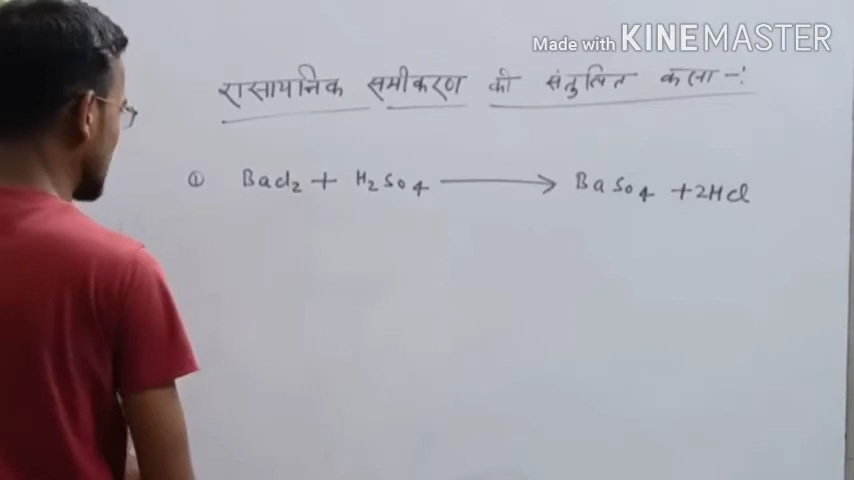 Made with KINEMASTER
रासायनिक समीकरण को संतुलित करना -:
① BaCl₂ + H₂SO₄ ⟶ BaSO₄ + 2HCl